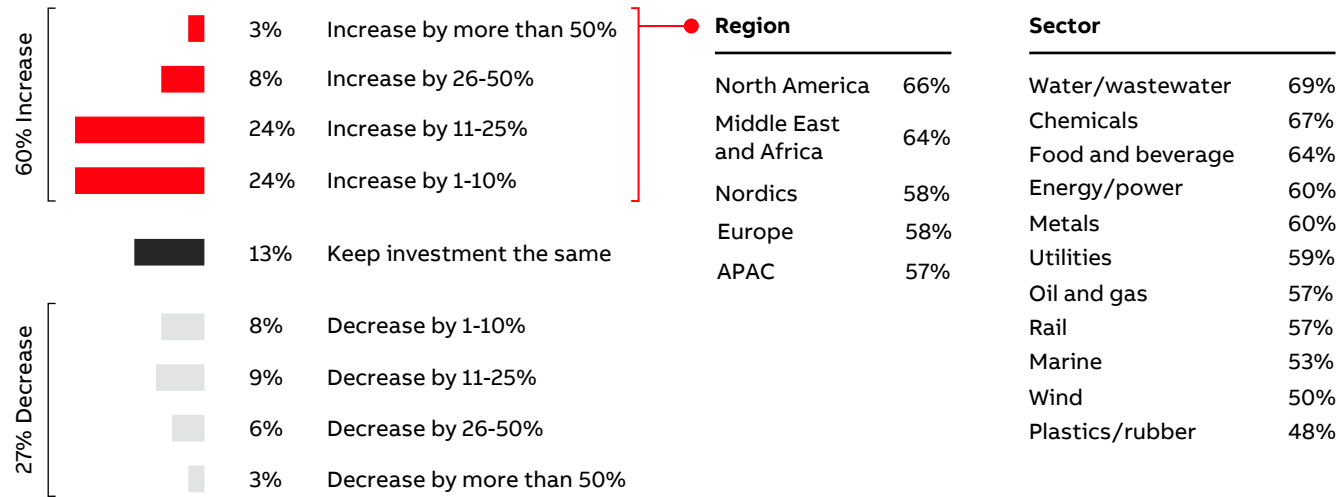 60% Increase
3% Increase by more than 50%
8% Increase by 26-50%
24% Increase by 11-25%
24% Increase by 1-10%
13% Keep investment the same
27% Decrease
8% Decrease by 1-10%
9% Decrease by 11-25%
6% Decrease by 26-50%
3% Decrease by more than 50%
Region
North America 66%
Middle East
and Africa 64%
Nordics 58%
Europe 58%
APAC 57%
Sector
Water/wastewater 69%
Chemicals 67%
Food and beverage 64%
Energy/power 60%
Metals 60%
Utilities 59%
Oil and gas 57%
Rail 57%
Marine 53%
Wind 50%
Plastics/rubber 48%